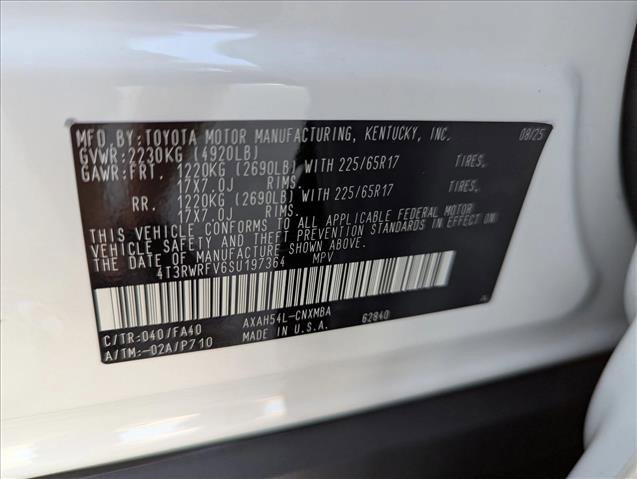 MFD.BY:TOYOTA MOTOR MANUFACTURING, KENTUCKY, INC. 08/25
GVWR:2230KG (4920LB)
GAWR:FRT. 1220KG (2690LB) WITH 225/65R17 TIRES,
17X7.0J RIMS.
RR. 1220KG (2690LB) WITH 225/65R17 TIRES,
17X7.0J RIMS.
THIS VEHICLE CONFORMS TO ALL APPLICABLE FEDERAL MOTOR
VEHICLE SAFETY AND THEFT PREVENTION STANDARDS IN EFFECT ON
THE DATE OF MANUFACTURE SHOWN ABOVE.
4T3RWRFV6SU197364 MPV
C/TR:040/FA40 AXAH54L-CNXMBA 62840
A/TM:-02A/P710 MADE IN U.S.A.